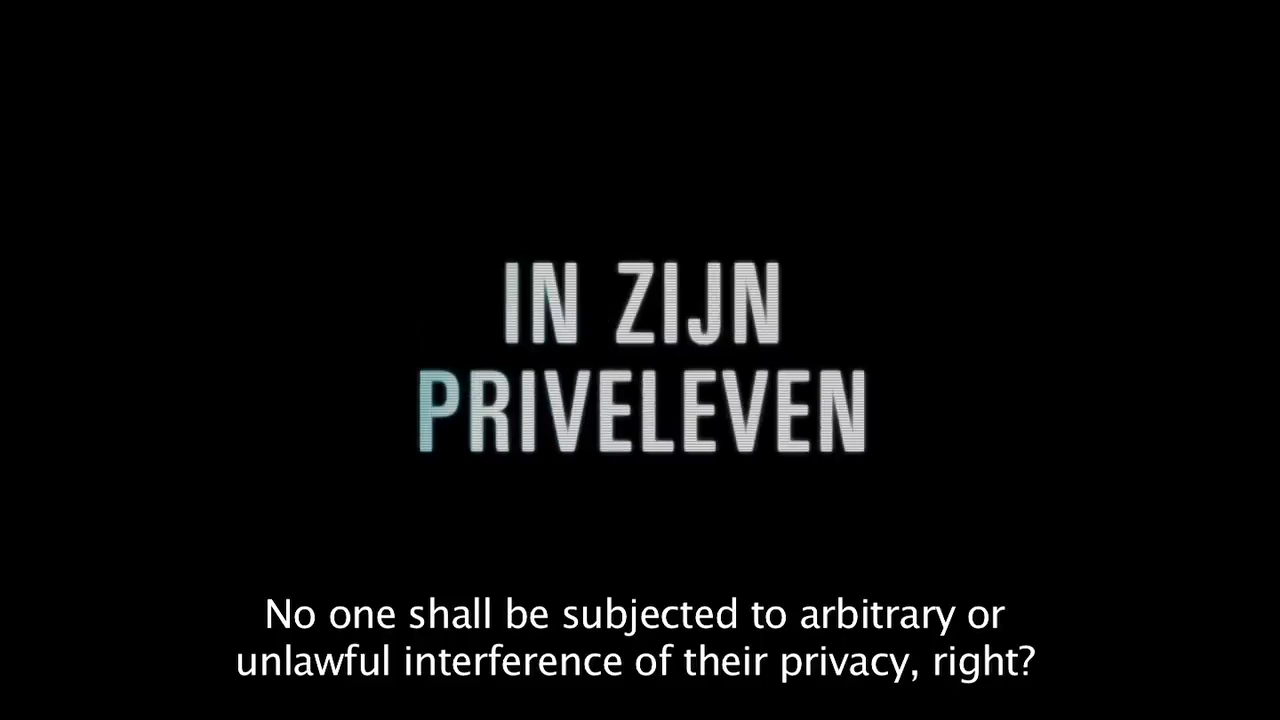 IN ZIJN
PRIVELEVEN
No one shall be subjected to arbitrary or
unlawful interference of their privacy, right?